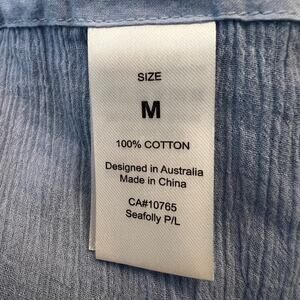 SIZE
M
100% COTTON
Designed in Australia
Made in China
CA#10765
Seafolly P/L